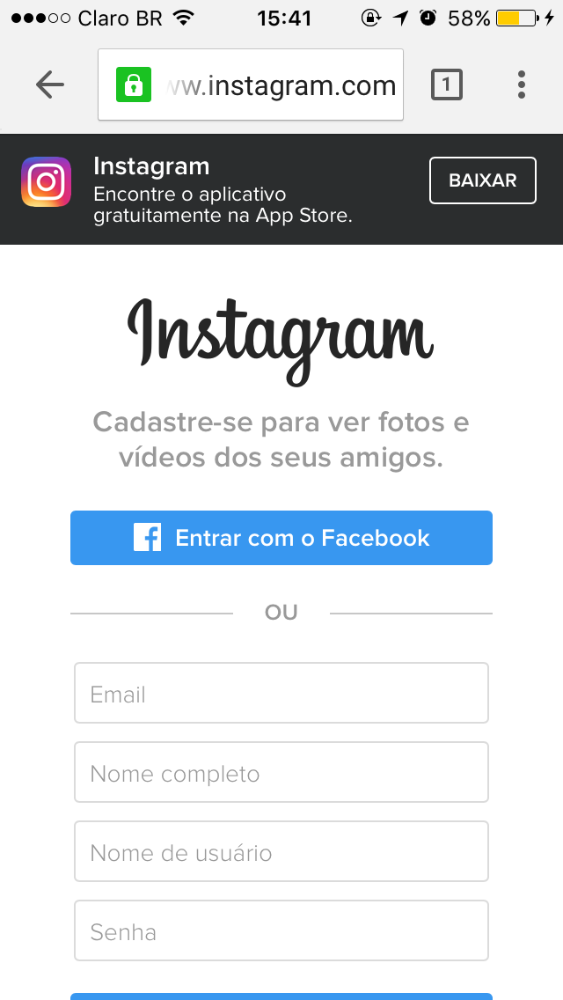 Claro BR 15:41 58%
ww.instagram.com 1
Instagram
Encontre o aplicativo
gratuitamente na App Store.
BAIXAR
Instagram
Cadastre-se para ver fotos e
vídeos dos seus amigos.
Entrar com o Facebook
OU
Email
Nome completo
Nome de usuário
Senha